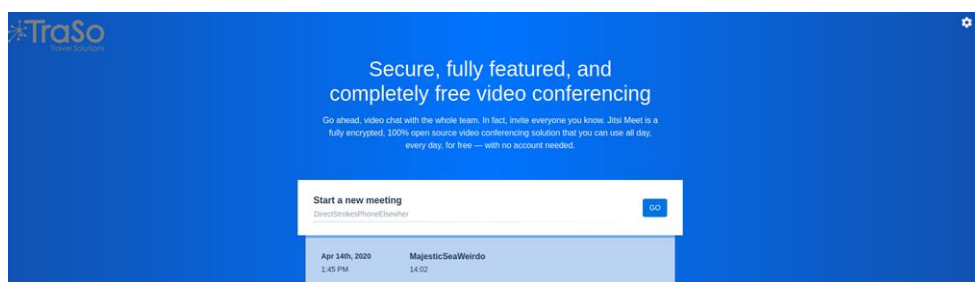 TraSo
Travel Solutions
Secure, fully featured, and
completely free video conferencing
Go ahead, video chat with the whole team. In fact, invite everyone you know. Jitsi Meet is a
fully encrypted, 100% open source video conferencing solution that you can use all day,
every day, for free — with no account needed.
Start a new meeting
DirectStrokesPhoneElsewher
GO
Apr 14th, 2020 MajesticSeaWeirdo
1:45 PM 14:02